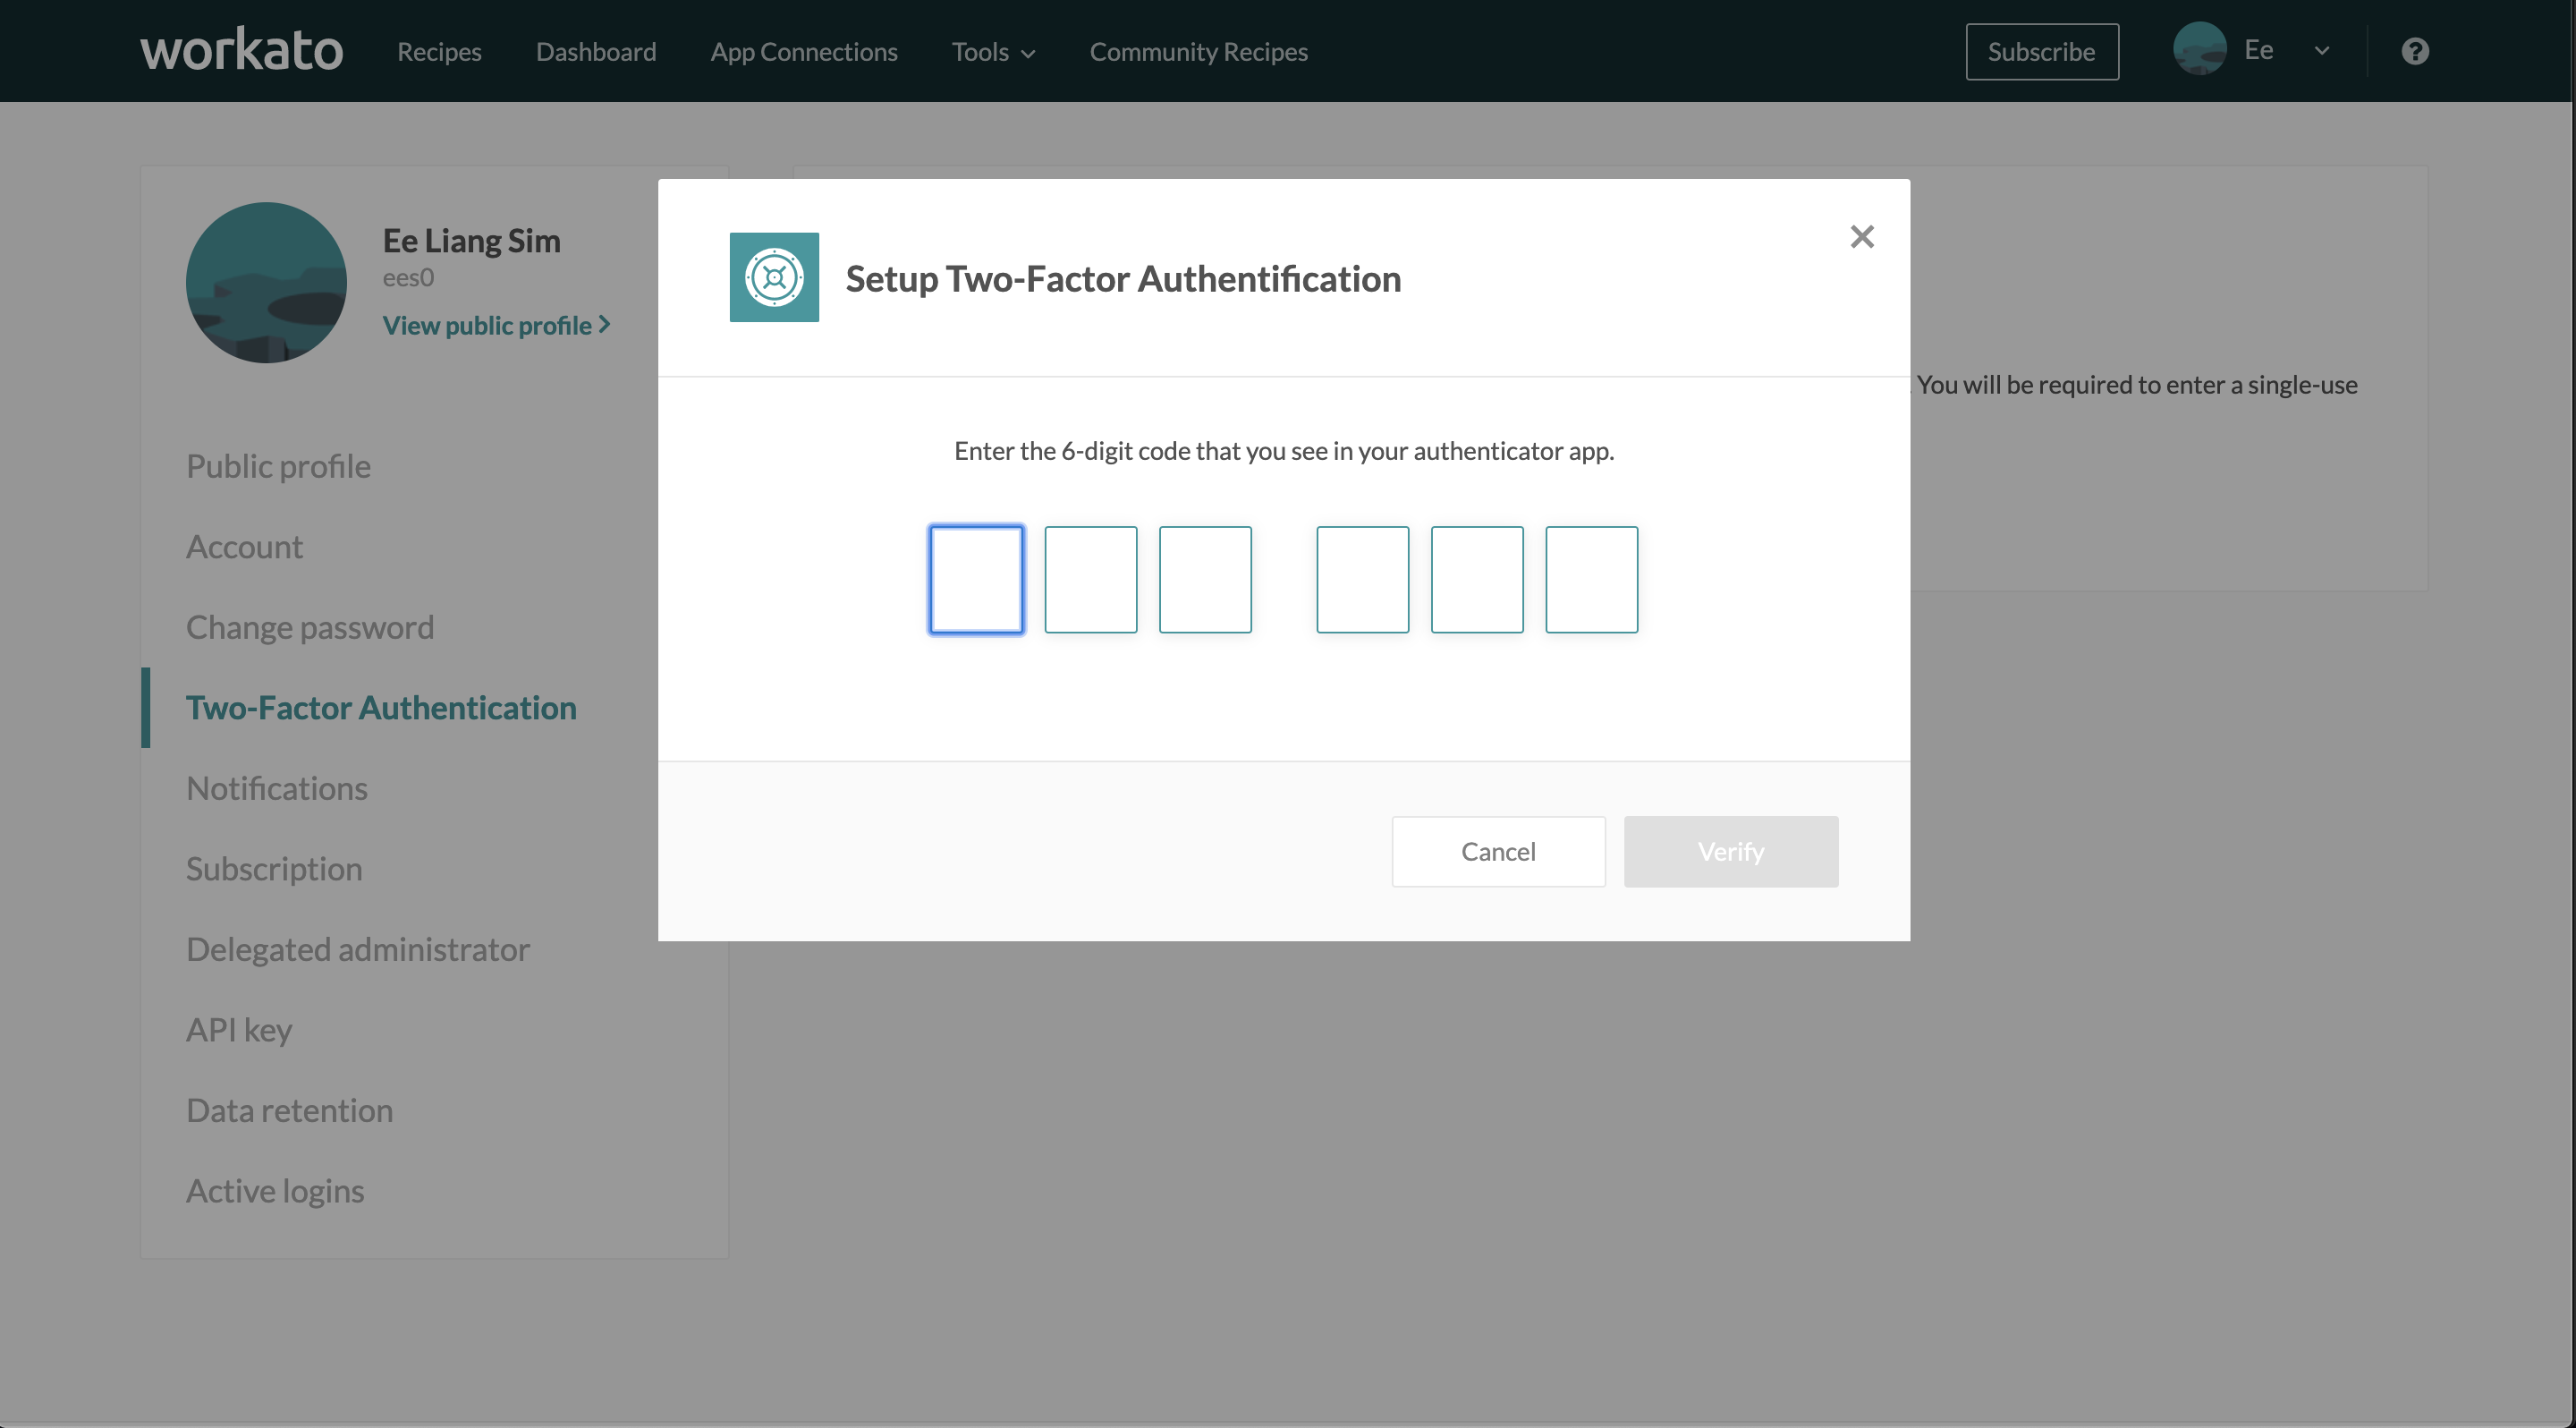 workato Recipes Dashboard App Connections Tools Community Recipes Subscribe Ee ?
Ee Liang Sim
ees0
View public profile
Public profile
Account
Change password
Two-Factor Authentication
Notifications
Subscription
Delegated administrator
API key
Data retention
Active logins
Setup Two-Factor Authentification
Enter the 6-digit code that you see in your authenticator app.
Cancel Verify
. You will be required to enter a single-use